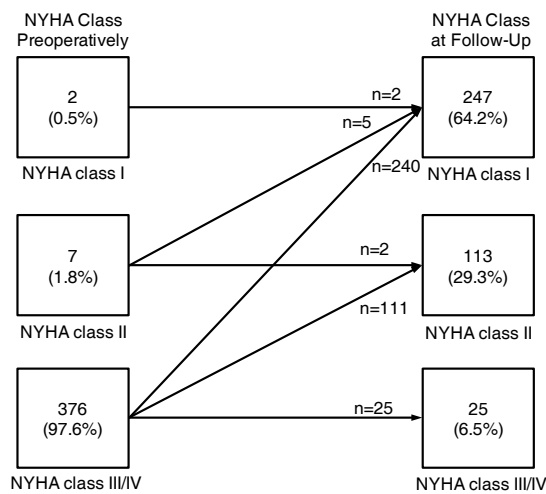 NYHA Class
Preoperatively
NYHA Class
at Follow-Up
2
(0.5%)
NYHA class I
n=2
n=5
n=240
247
(64.2%)
NYHA class I
7
(1.8%)
NYHA class II
n=2
n=111
113
(29.3%)
NYHA class II
376
(97.6%)
NYHA class III/IV
n=25
25
(6.5%)
NYHA class III/IV